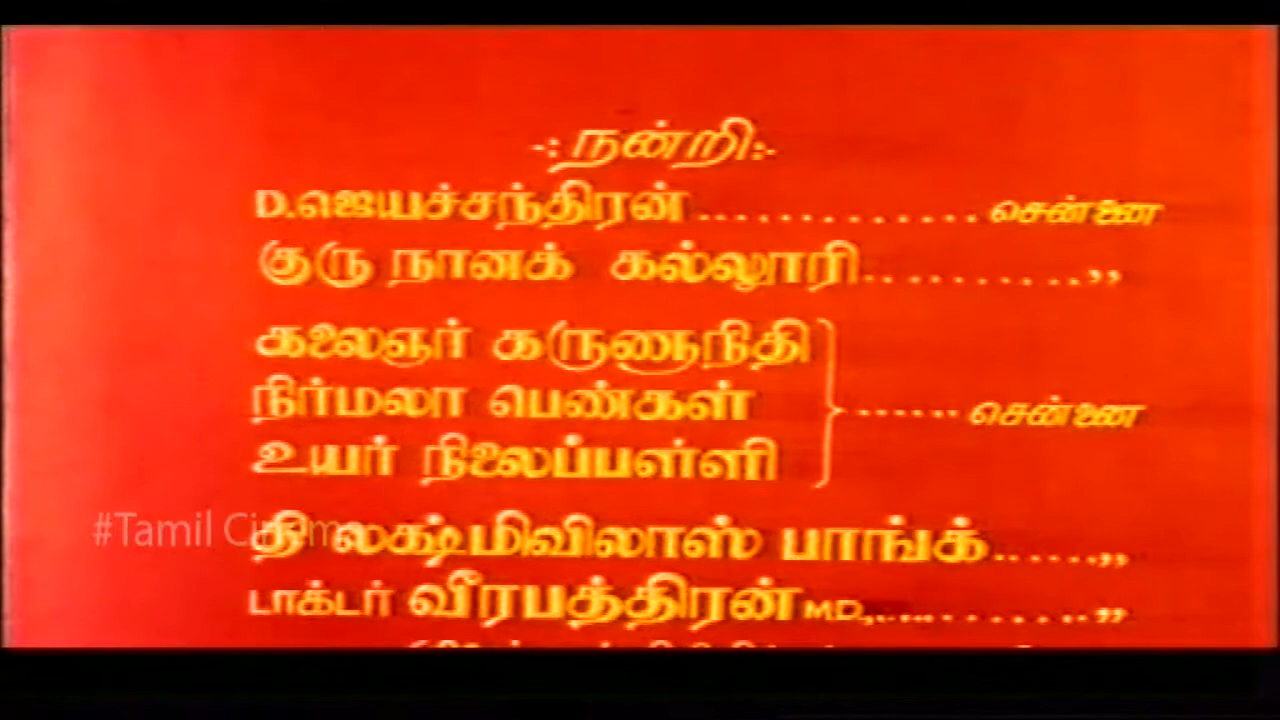 -: நன்றி :-
D.ஜெயச்சந்திரன் ............. சென்னை
குரு நானக் கல்லூரி .......... ,,
கலைஞர் கருணாநிதி
நிர்மலா பெண்கள் ...... சென்னை
உயர் நிலைப்பள்ளி
தி லக்ஷ்மிவிலாஸ் பாங்க் ...... ,,
டாக்டர் வீரபத்திரன் MD., ........... ,,
#Tamil Cinema